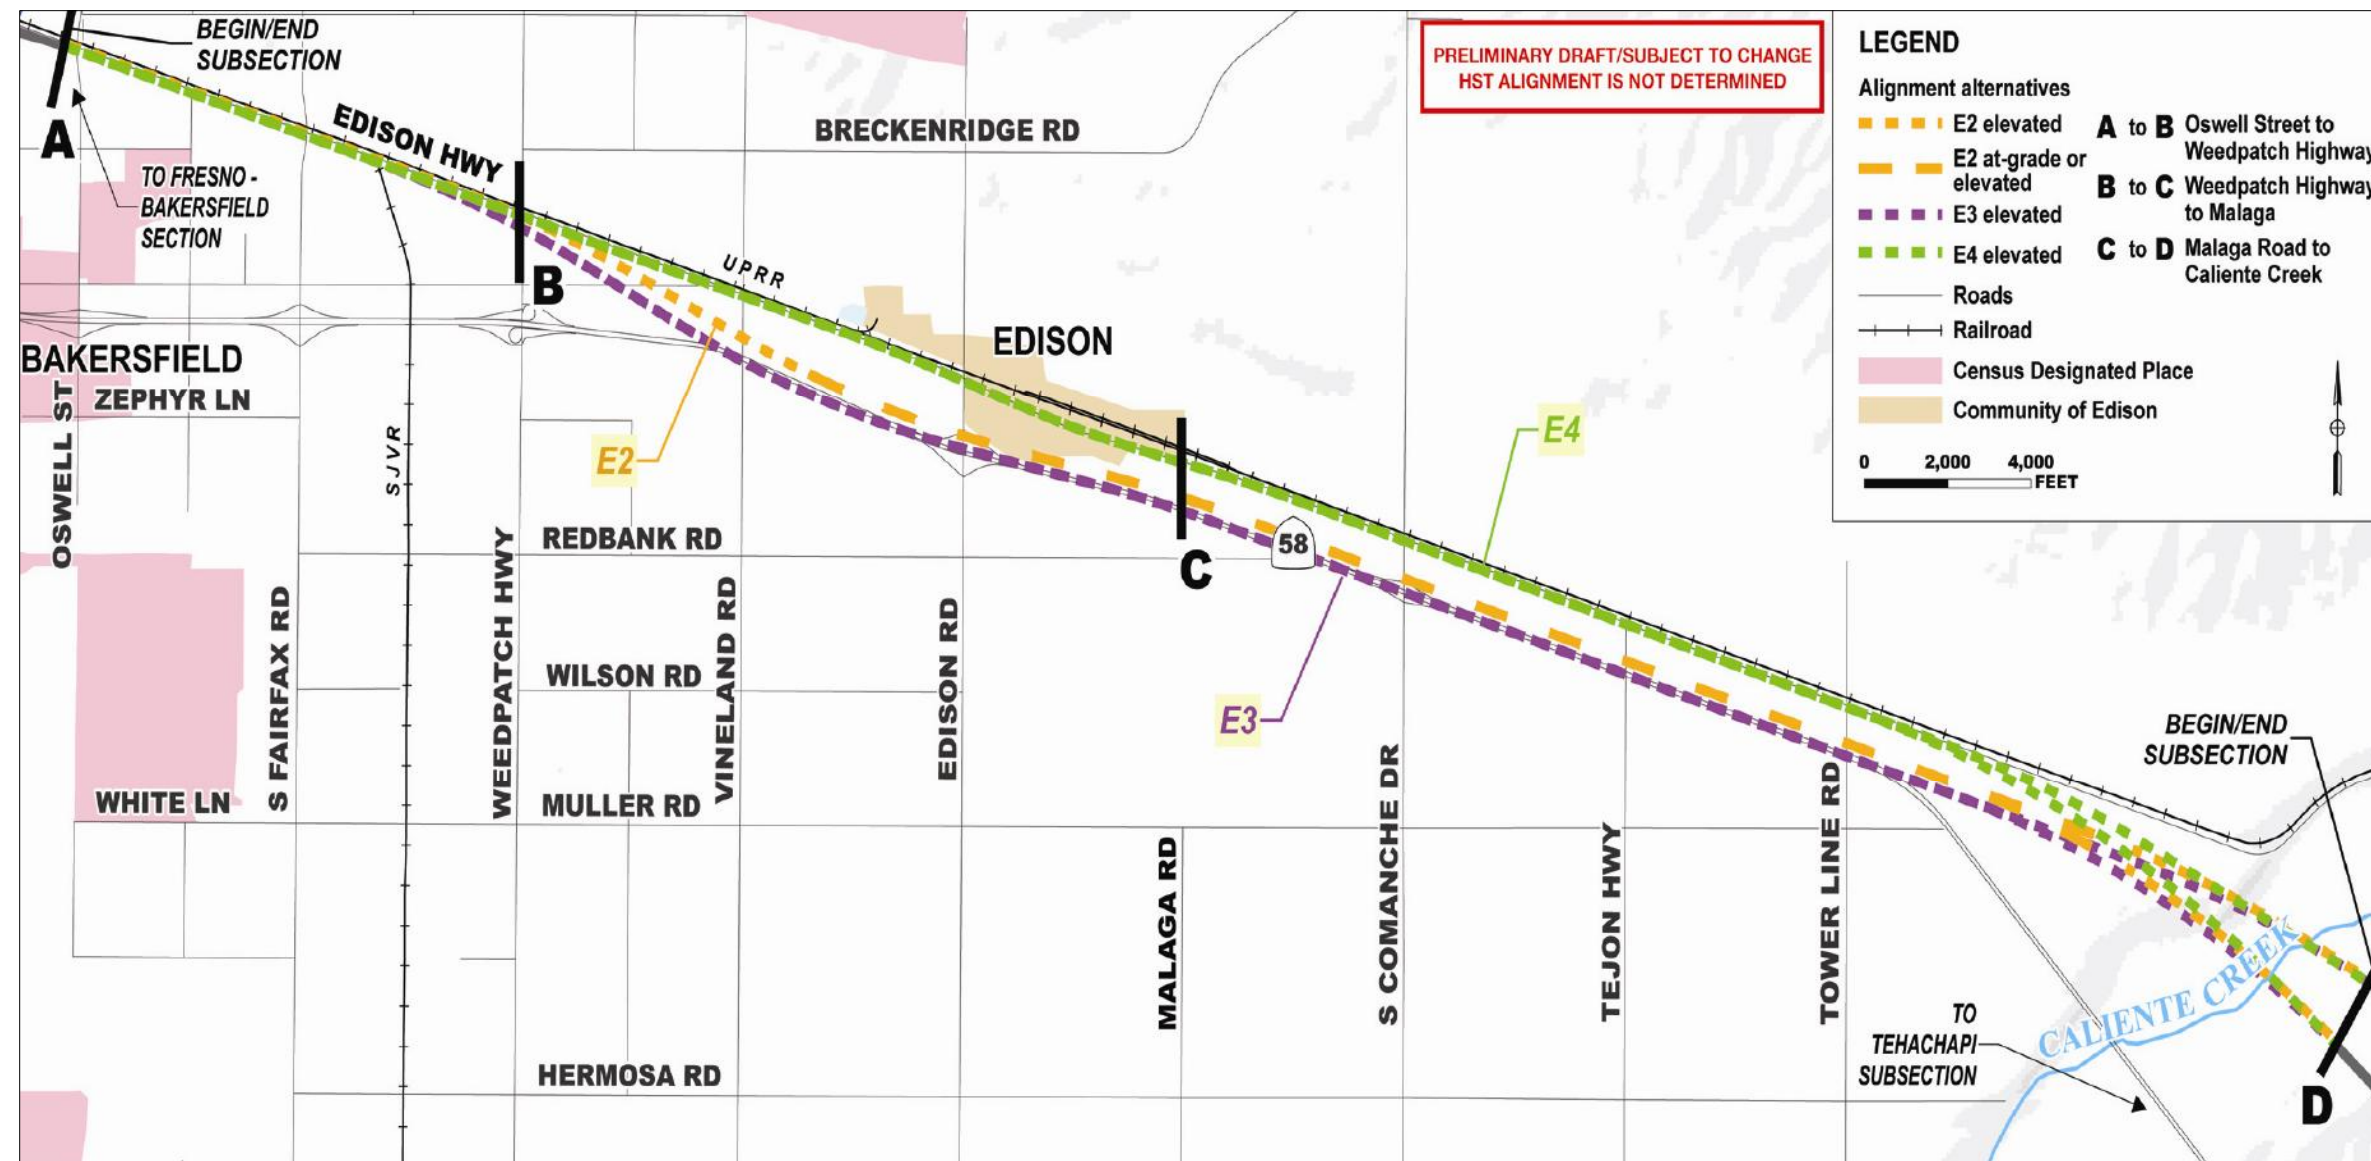 BEGIN/END
SUBSECTION
A
TO FRESNO -
BAKERSFIELD
SECTION
EDISON HWY
B
BRECKENRIDGE RD
UPRR
EDISON
PRELIMINARY DRAFT/SUBJECT TO CHANGE
HST ALIGNMENT IS NOT DETERMINED
LEGEND
Alignment alternatives
E2 elevated
E2 at-grade or
elevated
E3 elevated
E4 elevated
Roads
Railroad
Census Designated Place
Community of Edison
A to B Oswell Street to
Weedpatch Highway
B to C Weedpatch Highway
to Malaga
C to D Malaga Road to
Caliente Creek
0 2,000 4,000
FEET
BAKERSFIELD
ZEPHYR LN
OSWELL ST
SJVR
E2
E4
58
C
REDBANK RD
S FAIRFAX RD
WEEDPATCH HWY
VINELAND RD
EDISON RD
WILSON RD
E3
WHITE LN
MULLER RD
MALAGA RD
S COMANCHE DR
TEJON HWY
TOWER LINE RD
BEGIN/END
SUBSECTION
CALIENTE CREEK
TO
TEHACHAPI
SUBSECTION
HERMOSA RD
D